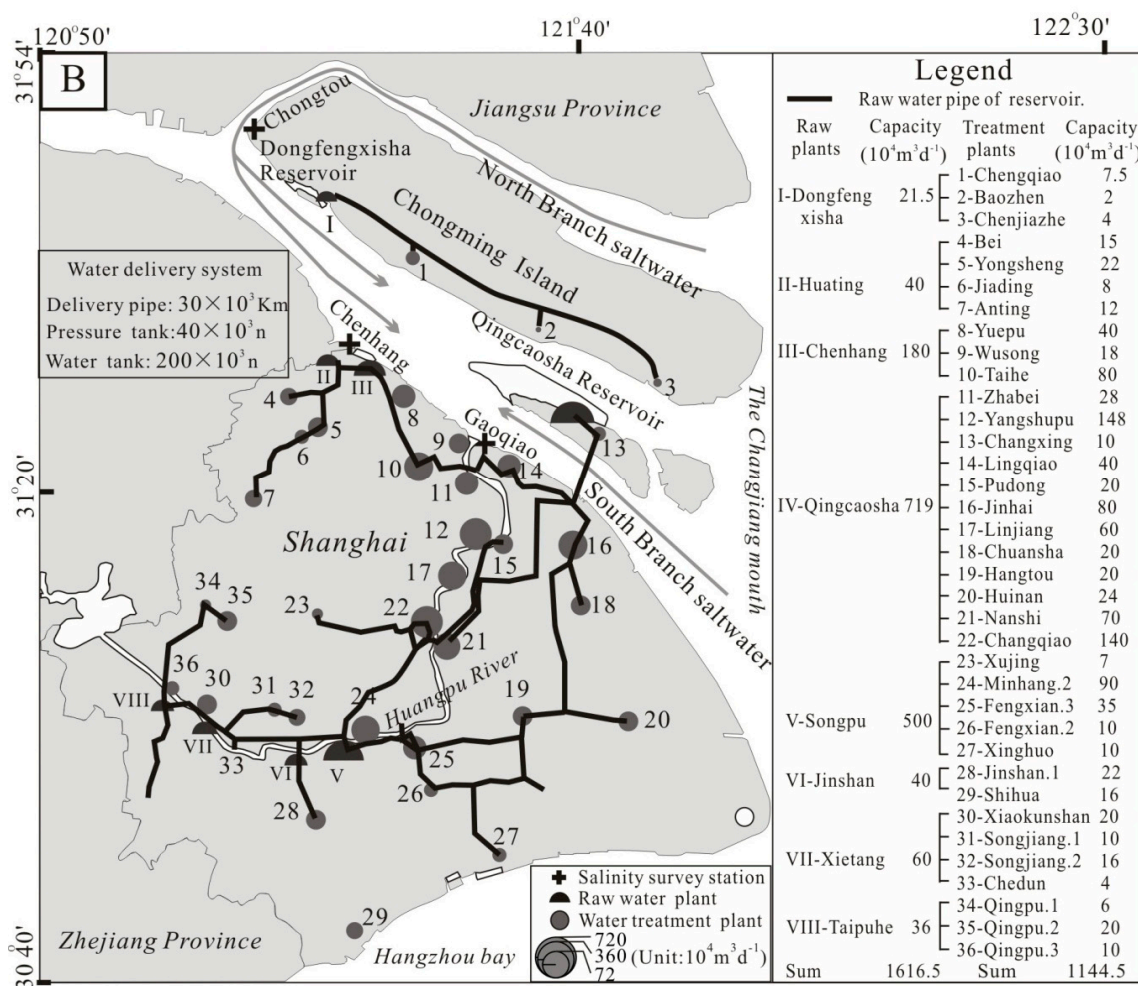 120°50'
121°40'
122°30'
31°54'
31°20'
30°40'
B
Chongtou
Dongfengxisha
Reservoir
Jiangsu Province
North Branch saltwater
Chongming Island
I
1
2
3
Water delivery system
Delivery pipe: 30×10³Km
Pressure tank:40×10³n
Water tank: 200×10³n
Chenhang
Qingcaosha Reservoir
The Changjiang mouth
II
III
4
5
6
7
8
9
Gaoqiao
10
11
12
13
14
15
16
17
18
South Branch saltwater
Shanghai
19
20
21
22
23
24
Huangpu River
25
26
27
28
29
30
31
32
33
34
35
36
VIII
VII
VI
V
Zhejiang Province
Hangzhou bay
Salinity survey station
Raw water plant
Water treatment plant
720
360 (Unit:10⁴m³d⁻¹)
72
Legend
Raw water pipe of reservoir.
Raw Capacity Treatment Capacity
plants (10⁴m³d⁻¹) plants (10⁴m³d⁻¹)
1-Chengqiao 7.5
I-Dongfeng 21.5 2-Baozhen 2
xisha 3-Chenjiazhe 4
4-Bei 15
5-Yongsheng 22
II-Huating 40 6-Jiading 8
7-Anting 12
8-Yuepu 40
III-Chenhang 180 9-Wusong 18
10-Taihe 80
11-Zhabei 28
12-Yangshupu 148
13-Changxing 10
14-Lingqiao 40
15-Pudong 20
IV-Qingcaosha 719 16-Jinhai 80
17-Linjiang 60
18-Chuansha 20
19-Hangtou 20
20-Huinan 24
21-Nanshi 70
22-Changqiao 140
23-Xujing 7
24-Minhang.2 90
V-Songpu 500 25-Fengxian.3 35
26-Fengxian.2 10
27-Xinghuo 10
VI-Jinshan 40 28-Jinshan.1 22
29-Shihua 16
30-Xiaokunshan 20
31-Songjiang.1 10
VII-Xietang 60 32-Songjiang.2 16
33-Chedun 4
34-Qingpu.1 6
VIII-Taipuhe 36 35-Qingpu.2 20
36-Qingpu.3 10
Sum 1616.5 Sum 1144.5